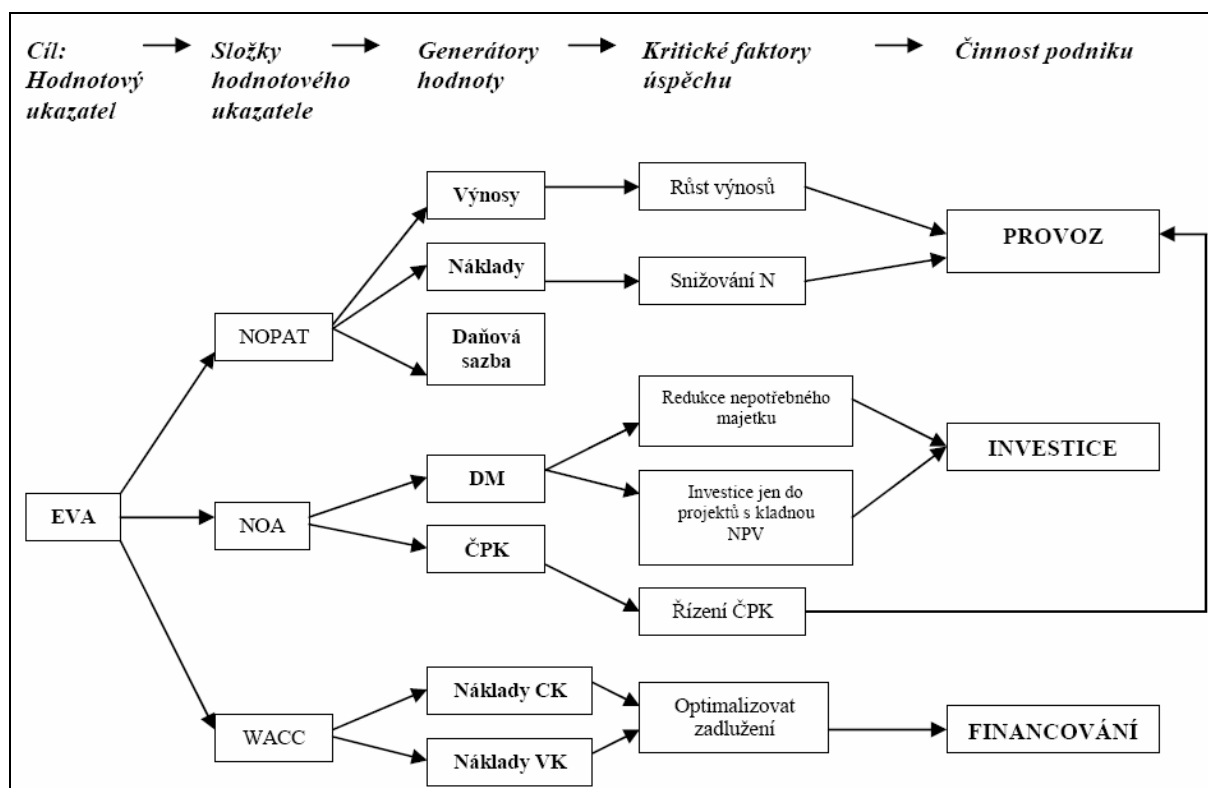 Cíl:
Hodnotový
ukazatel
Složky
hodnotového
ukazatele
Generátory
hodnoty
Kritické faktory
úspěchu
Činnost podniku
EVA
NOPAT
NOA
WACC
Výnosy
Náklady
Daňová
sazba
DM
ČPK
Náklady CK
Náklady VK
Růst výnosů
Snižování N
Redukce nepotřebného
majetku
Investice jen do
projektů s kladnou
NPV
Řízení ČPK
Optimalizovat
zadlužení
PROVOZ
INVESTICE
FINANCOVÁNÍ